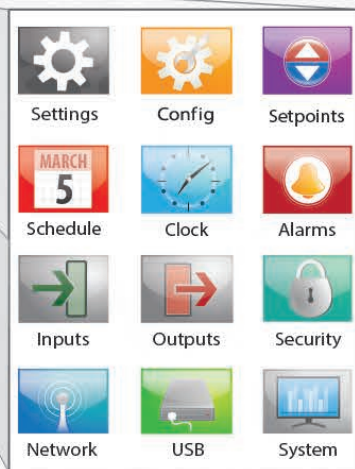 Settings Config Setpoints
MARCH
5
Schedule Clock Alarms
Inputs Outputs Security
Network USB System